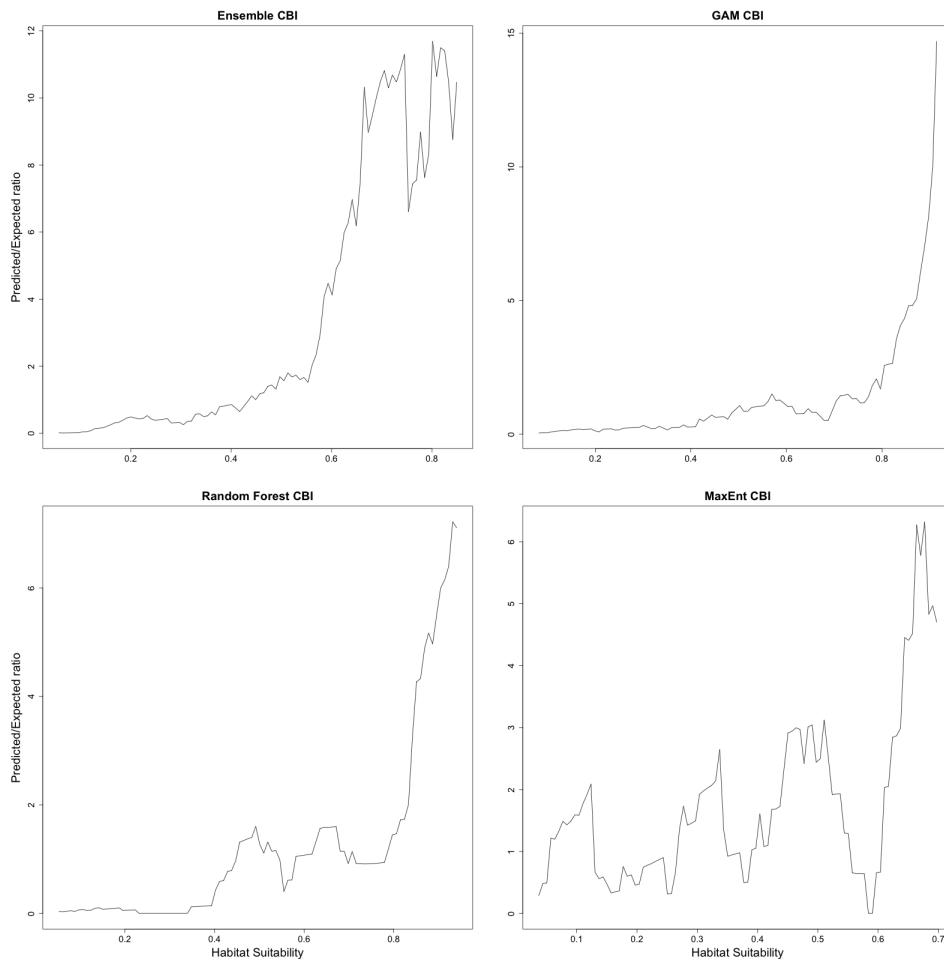 Ensemble CBI
Predicted/Expected ratio
12
10
8
6
4
2
0
0.2 0.4 0.6 0.8
GAM CBI
15
10
5
0
0.2 0.4 0.6 0.8
Random Forest CBI
Predicted/Expected ratio
6
4
2
0
0.2 0.4 0.6 0.8
Habitat Suitability
MaxEnt CBI
6
5
4
3
2
1
0
0.1 0.2 0.3 0.4 0.5 0.6 0.7
Habitat Suitability